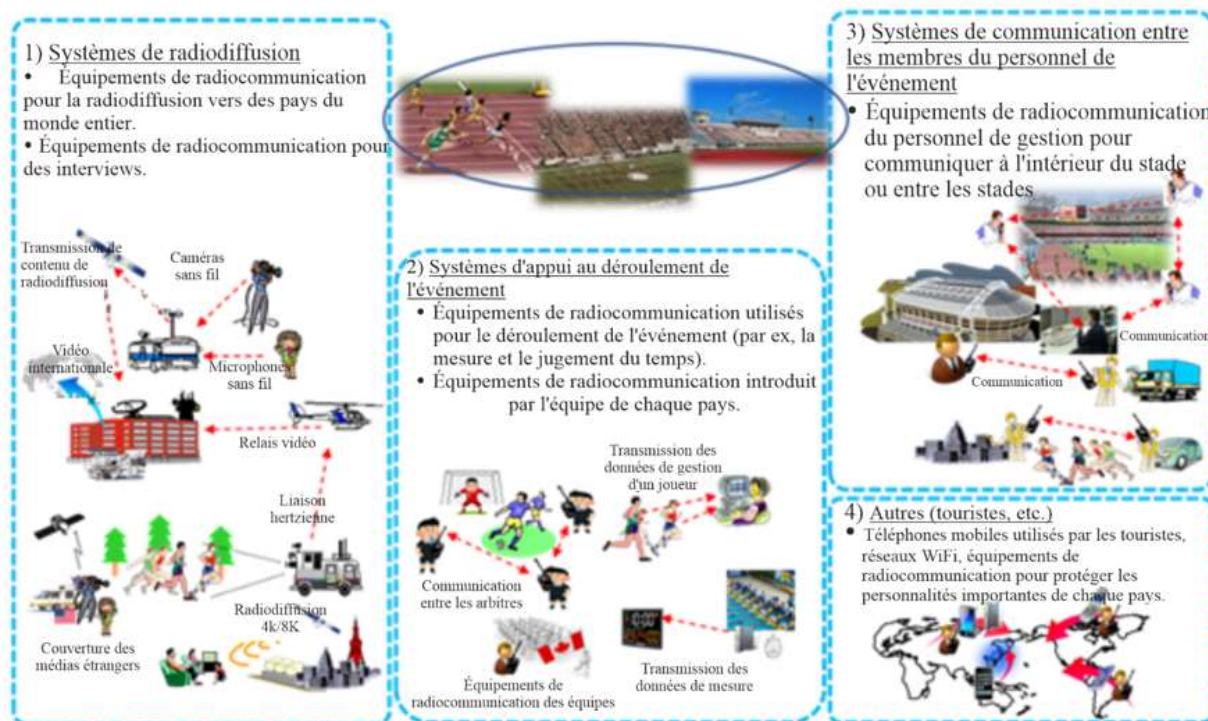 1) Systèmes de radiodiffusion
• Équipements de radiocommunication
pour la radiodiffusion vers des pays du
monde entier.
• Équipements de radiocommunication pour
des interviews.
Transmission de
contenu de
radiodiffusion
Caméras
sans fil
Vidéo
internationale
Microphones
sans fil
Relais vidéo
Liaison
hertzienne
Radiodiffusion
4k/8K
Couverture des
médias étrangers
2) Systèmes d'appui au déroulement de
l'événement
• Équipements de radiocommunication utilisés
pour le déroulement de l'événement (par ex, la
mesure et le jugement du temps).
• Équipements de radiocommunication introduit
par l'équipe de chaque pays.
Transmission des
données de gestion
d'un joueur
Communication
entre les arbitres
Équipements de
radiocommunication des équipes
Transmission des
données de mesure
3) Systèmes de communication entre
les membres du personnel de
l'événement
• Équipements de radiocommunication
du personnel de gestion pour
communiquer à l'intérieur du stade
ou entre les stades
Communication
Communication
4) Autres (touristes, etc.)
• Téléphones mobiles utilisés par les touristes,
réseaux WiFi, équipements de
radiocommunication pour protéger les
personnalités importantes de chaque pays.